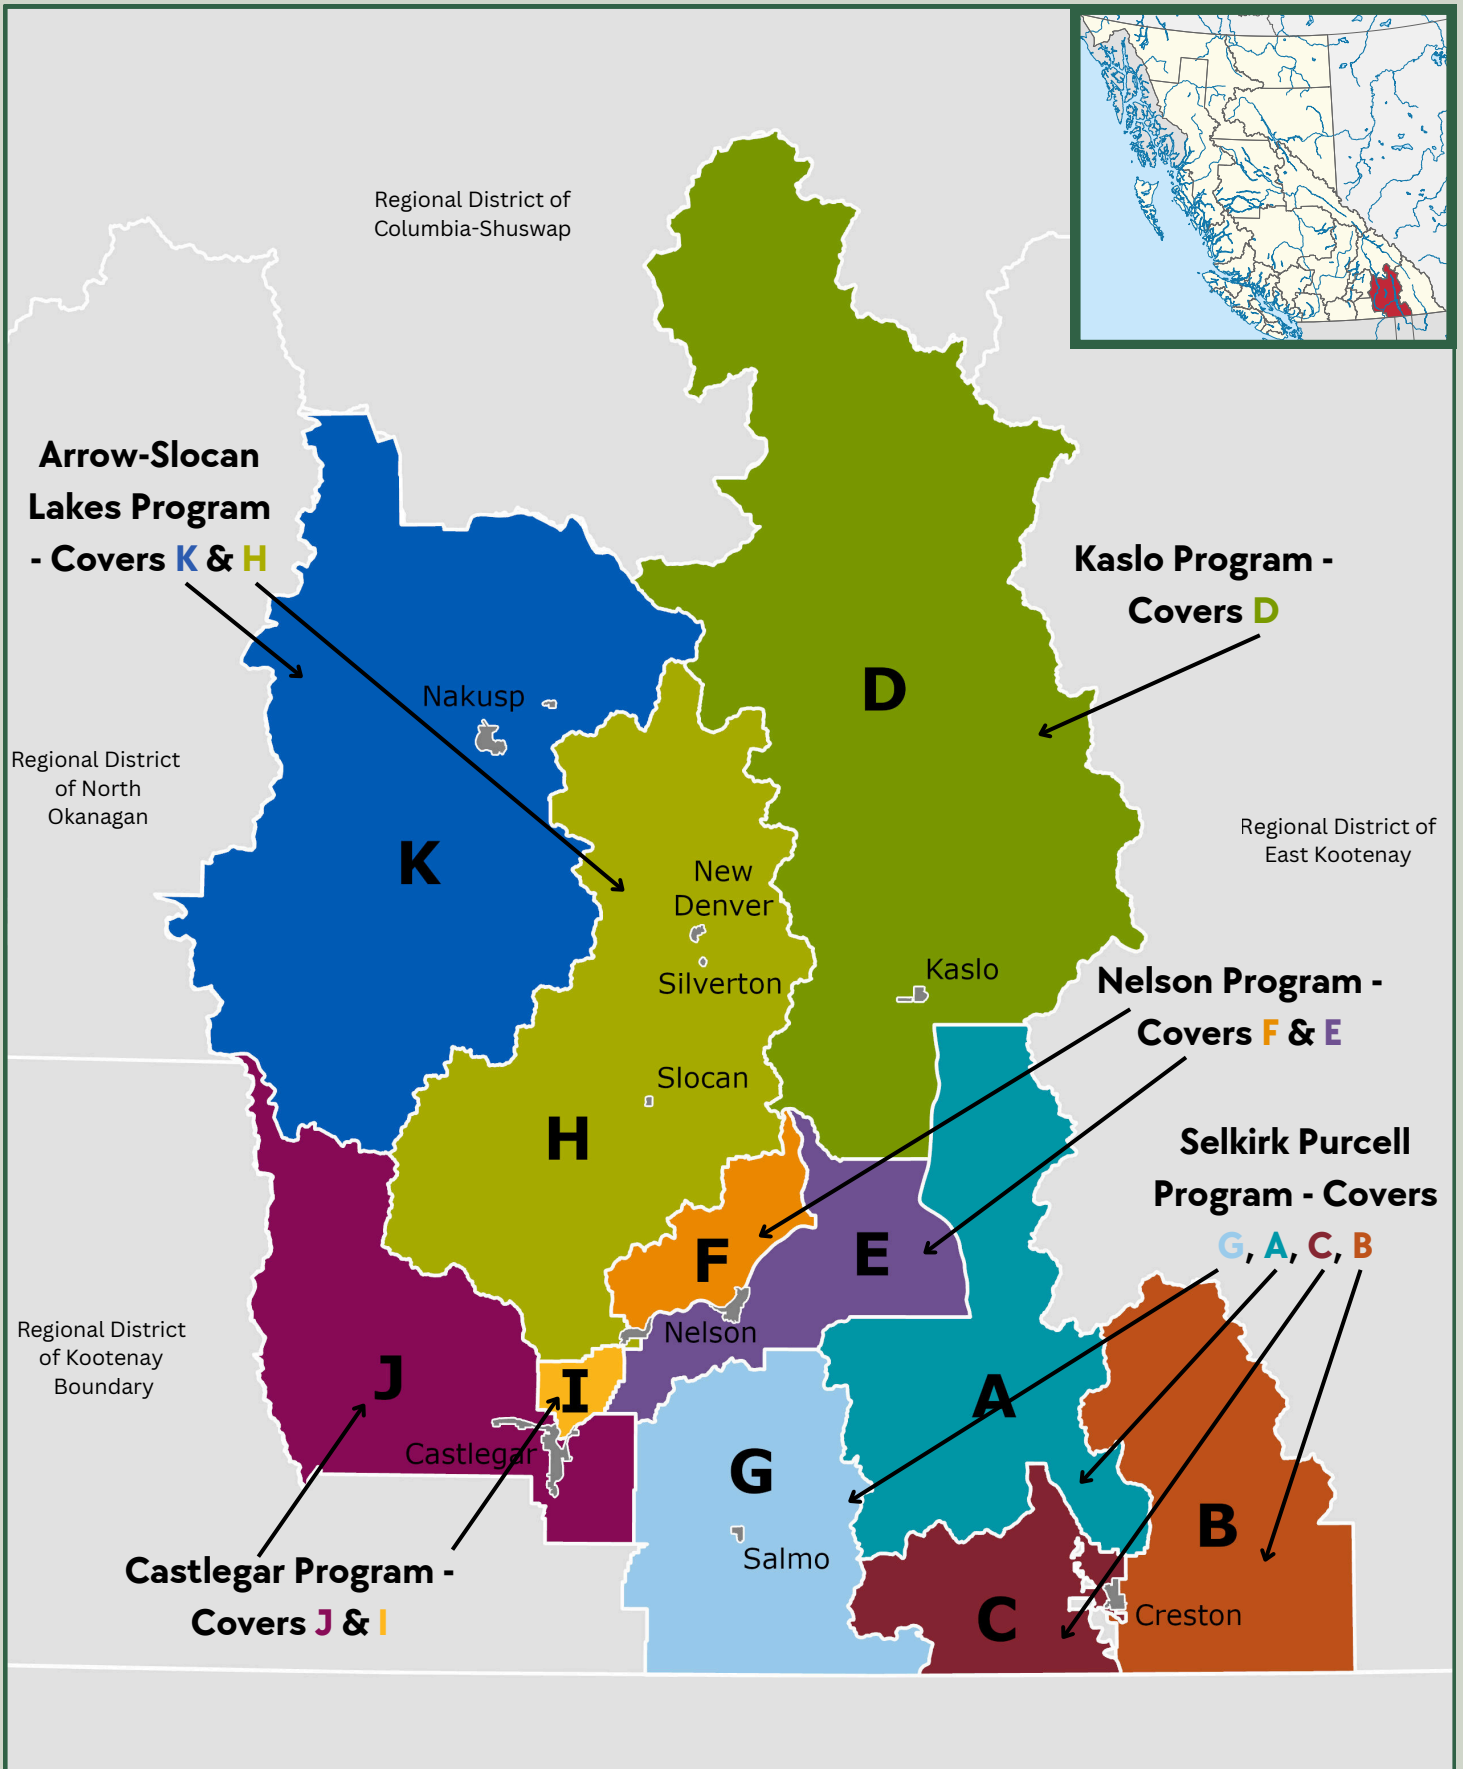 Regional District of
Columbia-Shuswap
Arrow-Slocan
Lakes Program
- Covers K & H
Kaslo Program -
Covers D
D
Nakusp
Regional District
of North
Okanagan
Regional District of
East Kootenay
K
New
Denver
Silverton
Kaslo
Nelson Program -
Covers F & E
Slocan
H
Selkirk Purcell
Program - Covers
G, A, C, B
F
E
Nelson
Regional District
of Kootenay
Boundary
J
I
A
Castlegar
G
B
Salmo
Castlegar Program -
Covers J & I
C
Creston